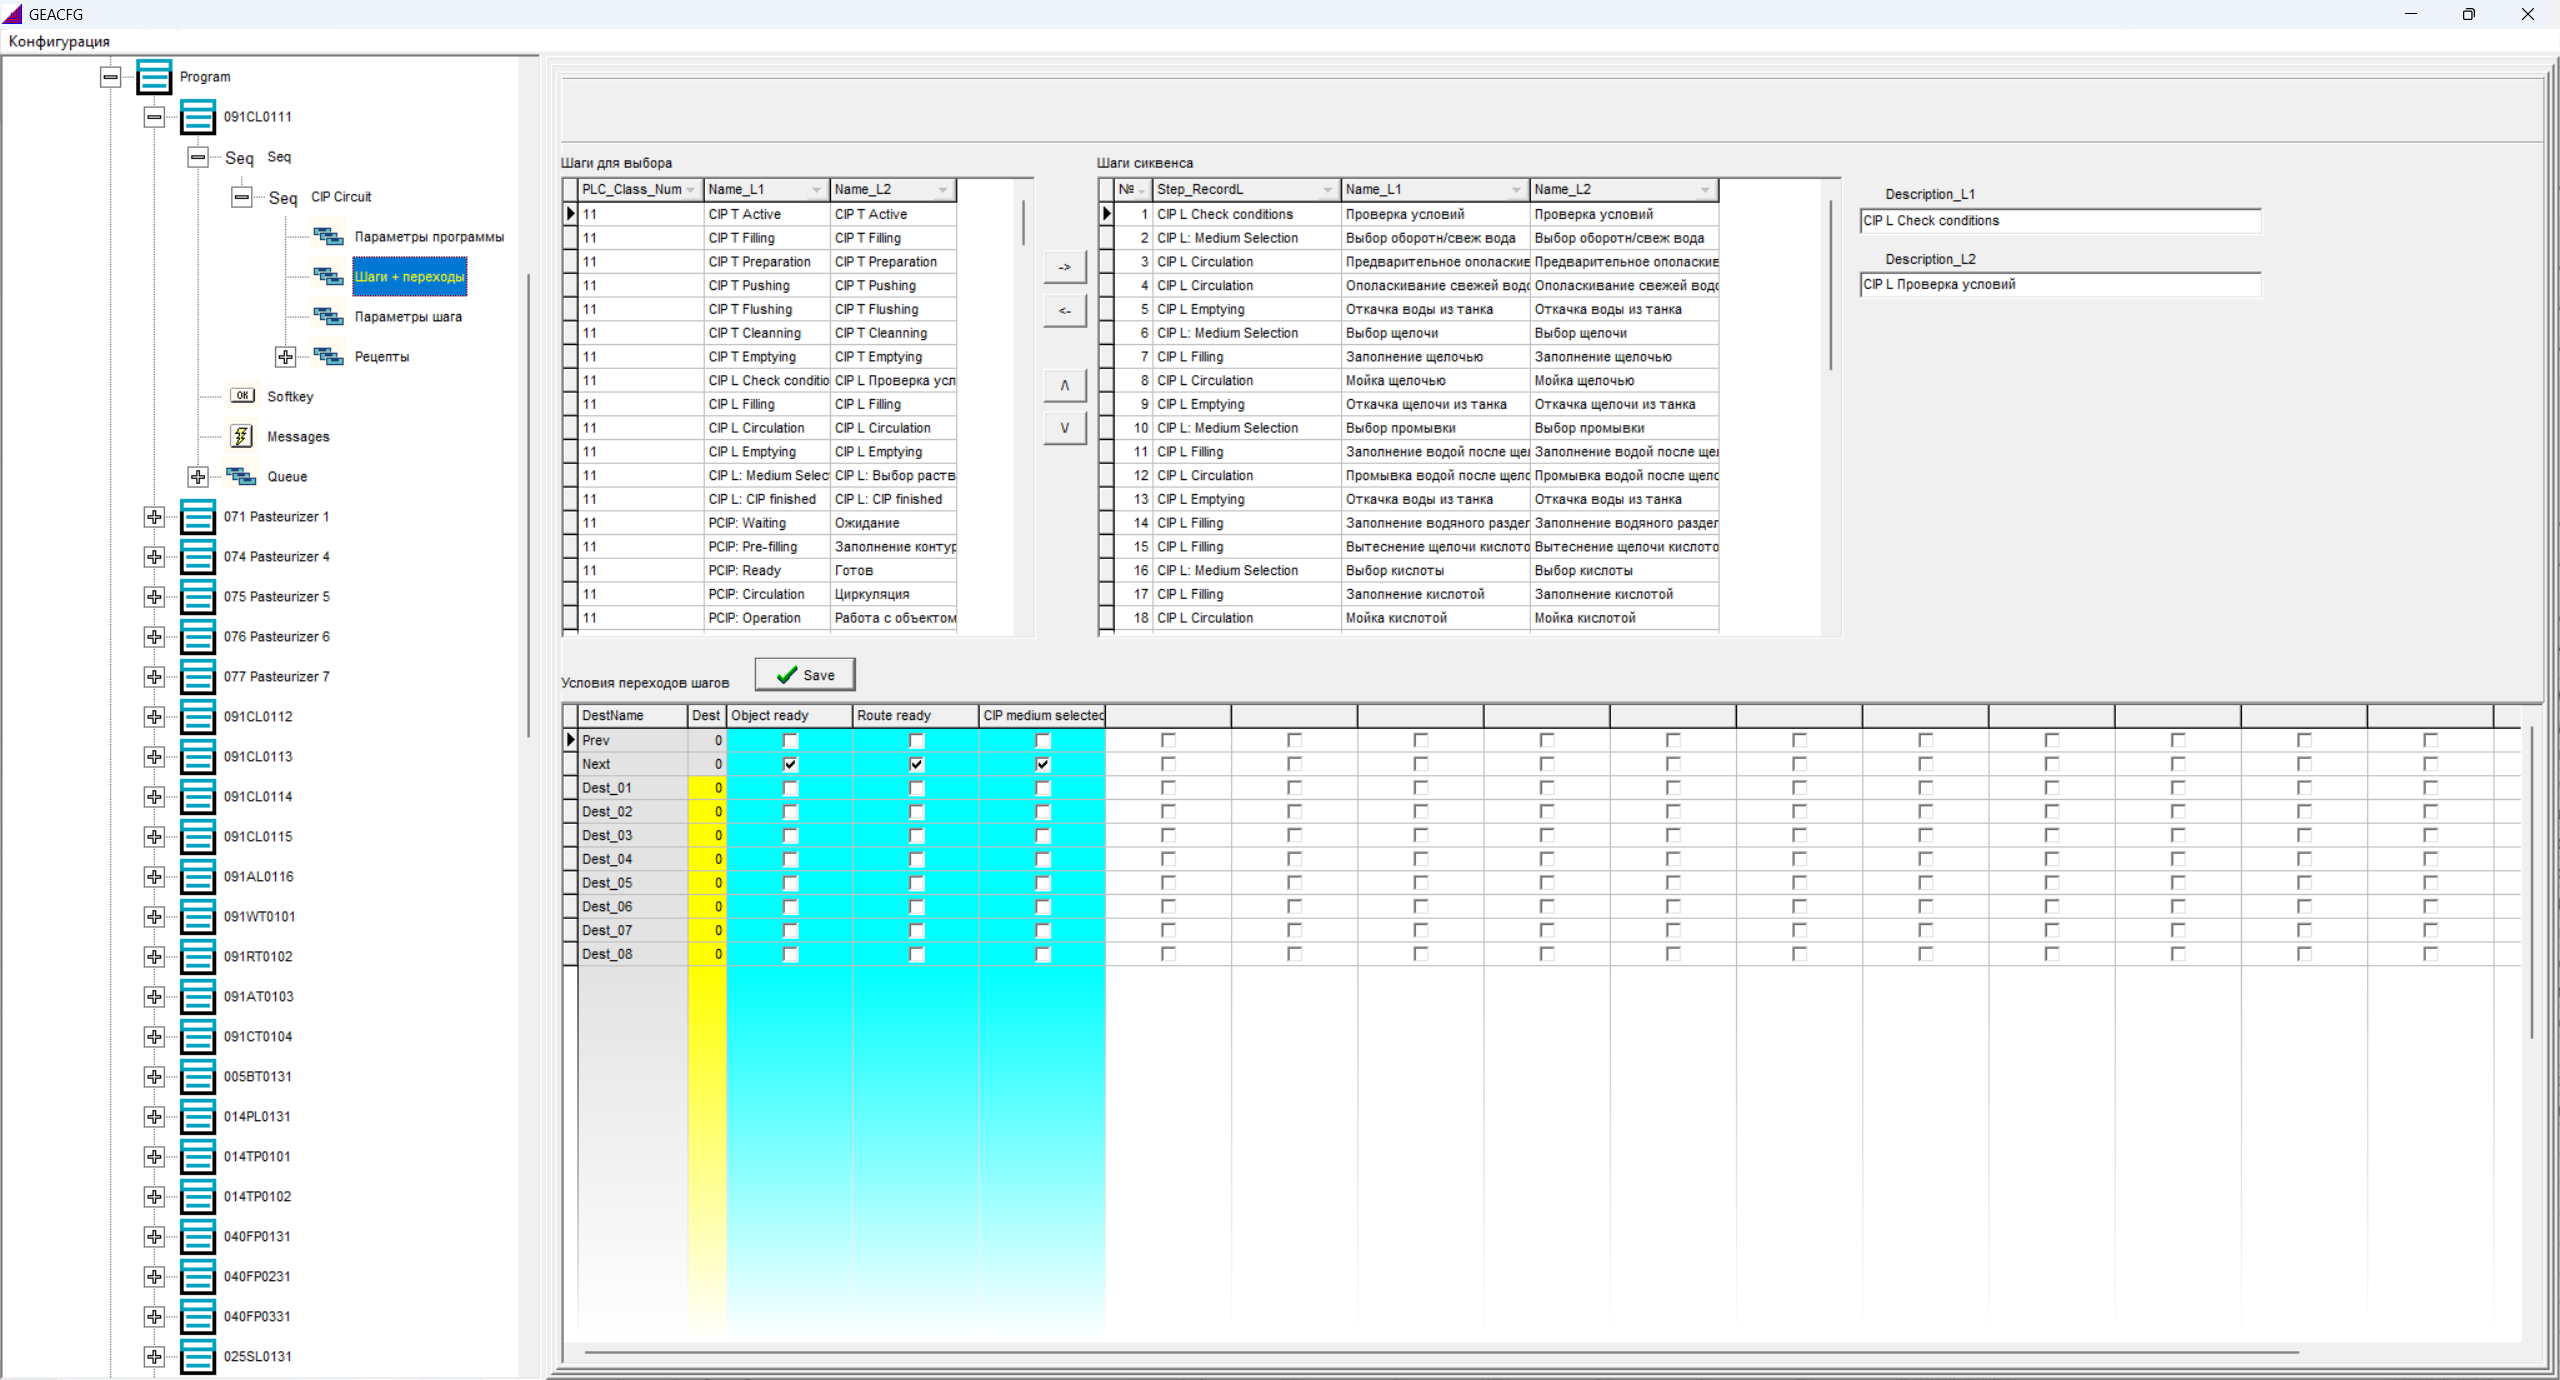 GEACFG
Конфигурация
Program
091CL0111
Seq Seq
Seq CIP Circuit
Параметры программы
Шаги + переходы
Параметры шага
Рецепты
OK Softkey
Messages
Queue
071 Pasteurizer 1
074 Pasteurizer 4
075 Pasteurizer 5
076 Pasteurizer 6
077 Pasteurizer 7
091CL0112
091CL0113
091CL0114
091CL0115
091AL0116
091WT0101
091RT0102
091AT0103
091CT0104
005BT0131
014PL0131
014TP0101
014TP0102
040FP0131
040FP0231
040FP0331
025SL0131
Шаги для выбора
PLC_Class_Num Name_L1 Name_L2
11 CIP T Active CIP T Active
11 CIP T Filling CIP T Filling
11 CIP T Preparation CIP T Preparation
11 CIP T Pushing CIP T Pushing
11 CIP T Flushing CIP T Flushing
11 CIP T Cleanning CIP T Cleanning
11 CIP T Emptying CIP T Emptying
11 CIP L Check conditio CIP L Проверка усл
11 CIP L Filling CIP L Filling
11 CIP L Circulation CIP L Circulation
11 CIP L Emptying CIP L Emptying
11 CIP L: Medium Selec CIP L: Выбор раств
11 CIP L: CIP finished CIP L: CIP finished
11 PCIP: Waiting Ожидание
11 PCIP: Pre-filling Заполнение контур
11 PCIP: Ready Готов
11 PCIP: Circulation Циркуляция
11 PCIP: Operation Работа с объектом
->
<-
Λ
V
Шаги сиквенса
№ Step_RecordL Name_L1 Name_L2
1 CIP L Check conditions Проверка условий Проверка условий
2 CIP L: Medium Selection Выбор оборотн/свеж вода Выбор оборотн/свеж вода
3 CIP L Circulation Предварительное ополаскив Предварительное ополаскив
4 CIP L Circulation Ополаскивание свежей водо Ополаскивание свежей водо
5 CIP L Emptying Откачка воды из танка Откачка воды из танка
6 CIP L: Medium Selection Выбор щелочи Выбор щелочи
7 CIP L Filling Заполнение щелочью Заполнение щелочью
8 CIP L Circulation Мойка щелочью Мойка щелочью
9 CIP L Emptying Откачка щелочи из танка Откачка щелочи из танка
10 CIP L: Medium Selection Выбор промывки Выбор промывки
11 CIP L Filling Заполнение водой после щел Заполнение водой после щел
12 CIP L Circulation Промывка водой после щело Промывка водой после щело
13 CIP L Emptying Откачка воды из танка Откачка воды из танка
14 CIP L Filling Заполнение водяного раздел Заполнение водяного раздел
15 CIP L Filling Вытеснение щелочи кислото Вытеснение щелочи кислото
16 CIP L: Medium Selection Выбор кислоты Выбор кислоты
17 CIP L Filling Заполнение кислотой Заполнение кислотой
18 CIP L Circulation Мойка кислотой Мойка кислотой
Description_L1
CIP L Check conditions
Description_L2
CIP L Проверка условий
Условия переходов шагов
Save
DestName Dest Object ready Route ready CIP medium selected
Prev 0
Next 0
Dest_01 0
Dest_02 0
Dest_03 0
Dest_04 0
Dest_05 0
Dest_06 0
Dest_07 0
Dest_08 0